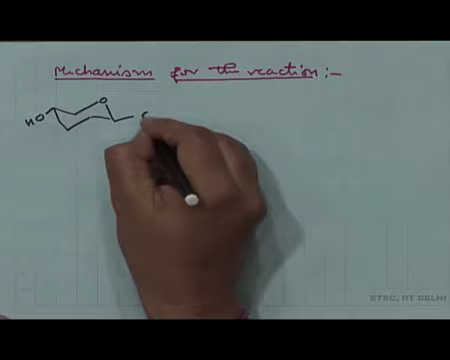 Mechanism for the reaction :-
O
HO
ETSC, IIT DELHI